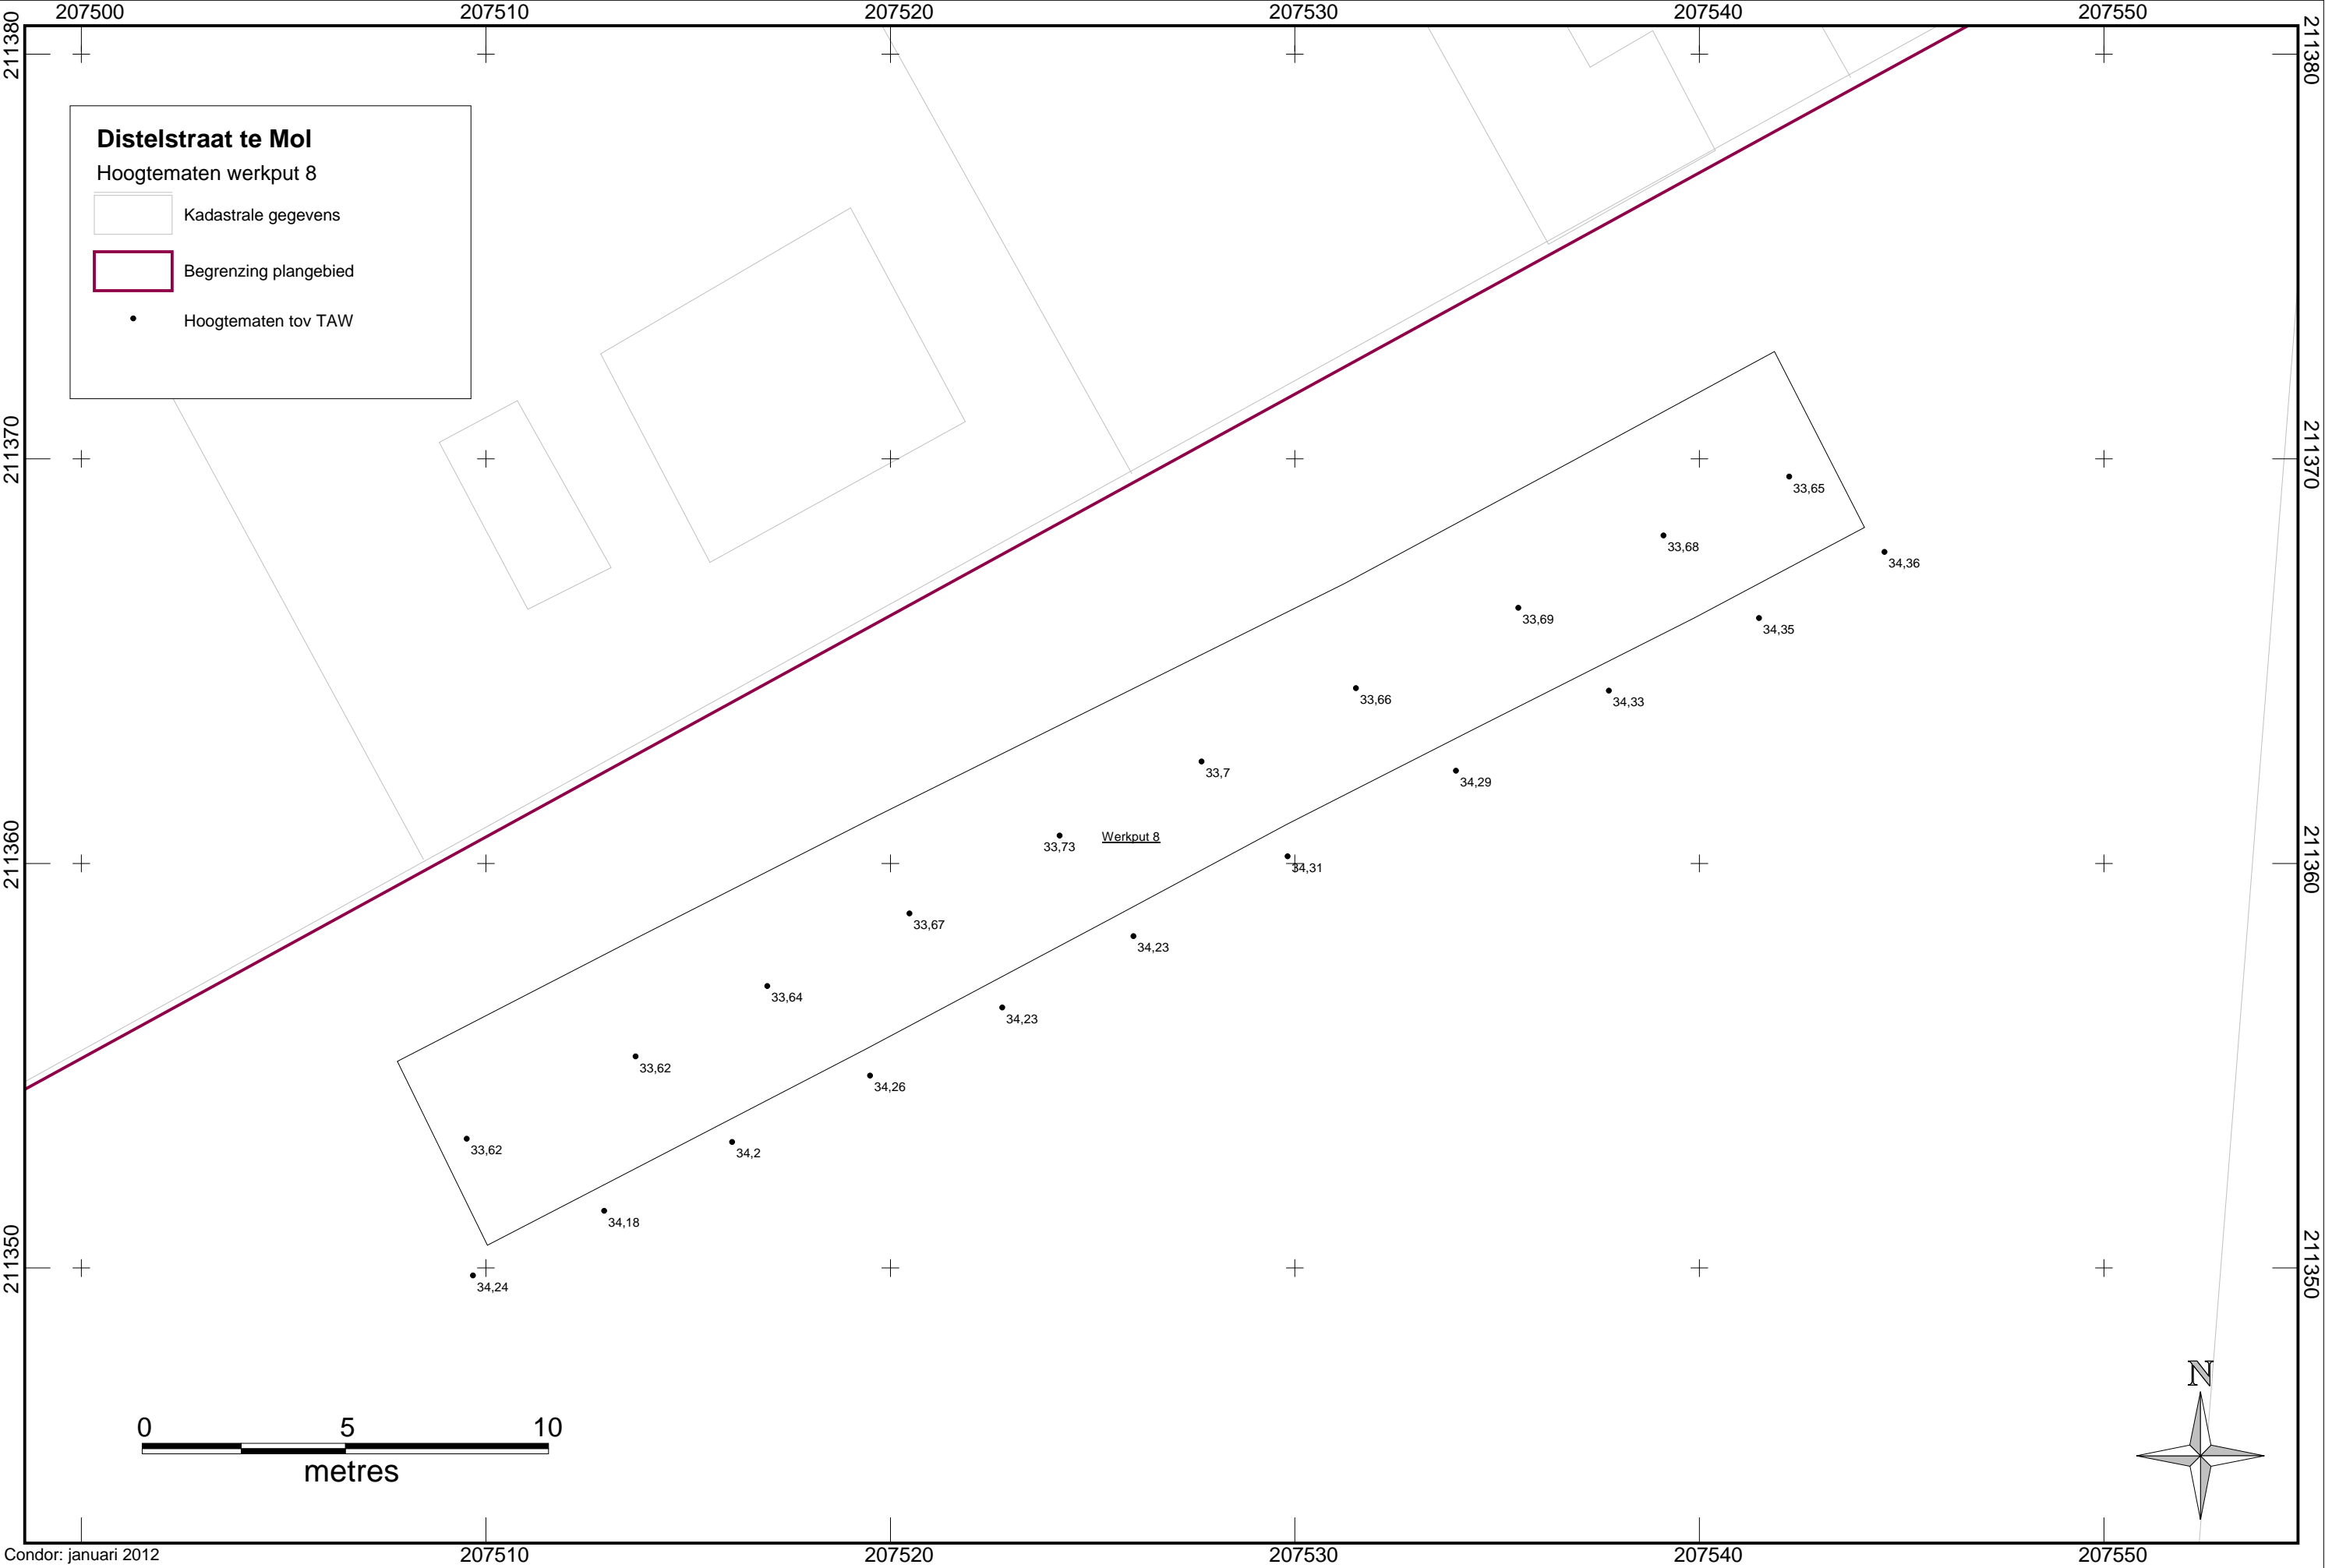 207500 207510 207520 207530 207540 207550
211380 211380
Distelstraat te Mol
Hoogtematen werkput 8
Kadastrale gegevens
Begrenzing plangebied
Hoogtematen tov TAW
211370 211370
33,65
33,68
34,36
33,69
34,35
33,66
34,33
33,7
34,29
33,73
Werkput 8
211360 211360
34,31
33,67
34,23
33,64
34,23
33,62
34,26
33,62
34,2
34,18
211350 211350
34,24
N
0 5 10
metres
Condor: januari 2012
207510 207520 207530 207540 207550